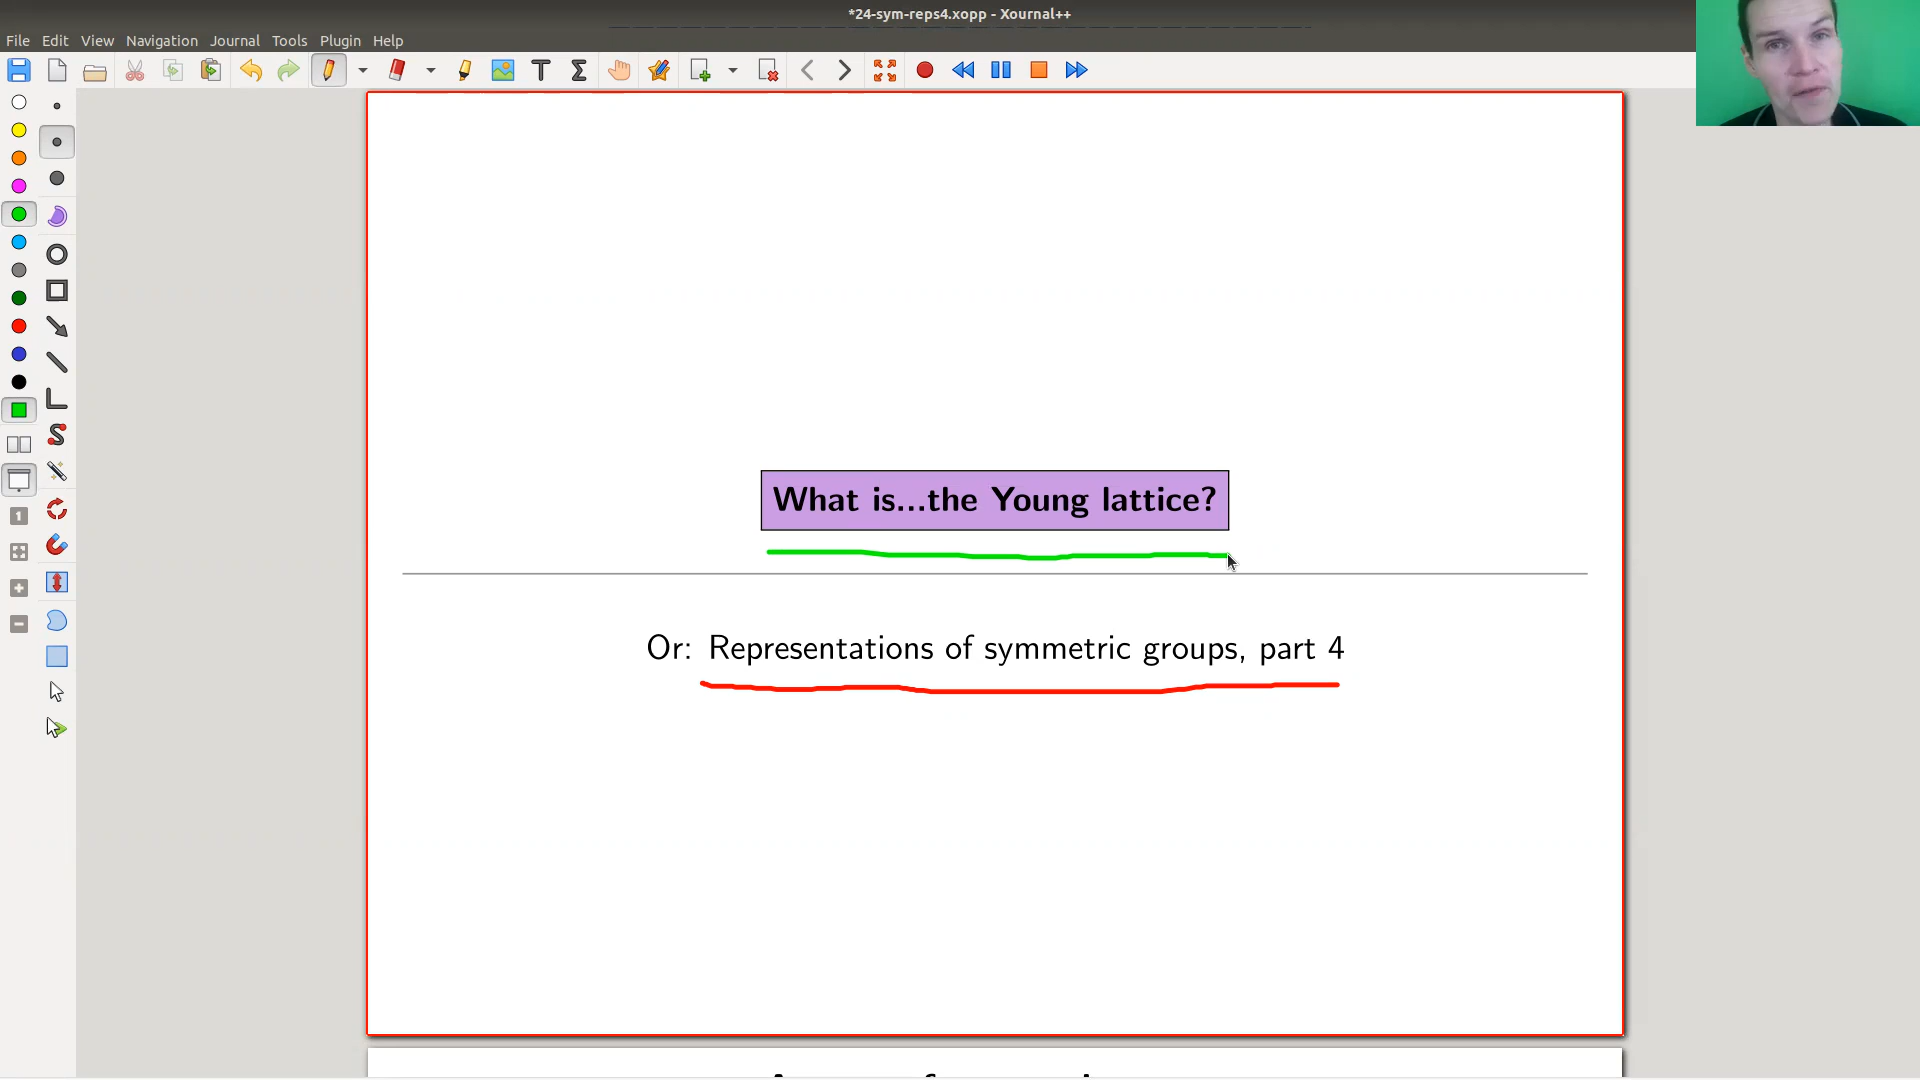 *24-sym-reps4.xopp - Xournal++
File Edit View Navigation Journal Tools Plugin Help
What is...the Young lattice?
Or: Representations of symmetric groups, part 4